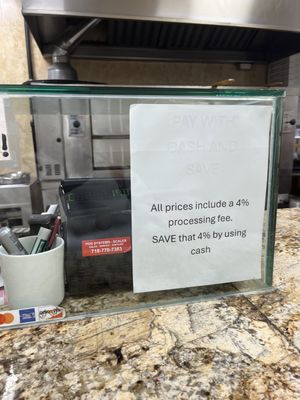 PAY WITH
CASH AND
SAVE
All prices include a 4%
processing fee.
SAVE that 4% by using
cash
POS SYSTEMS - SCALES
718-770-7383